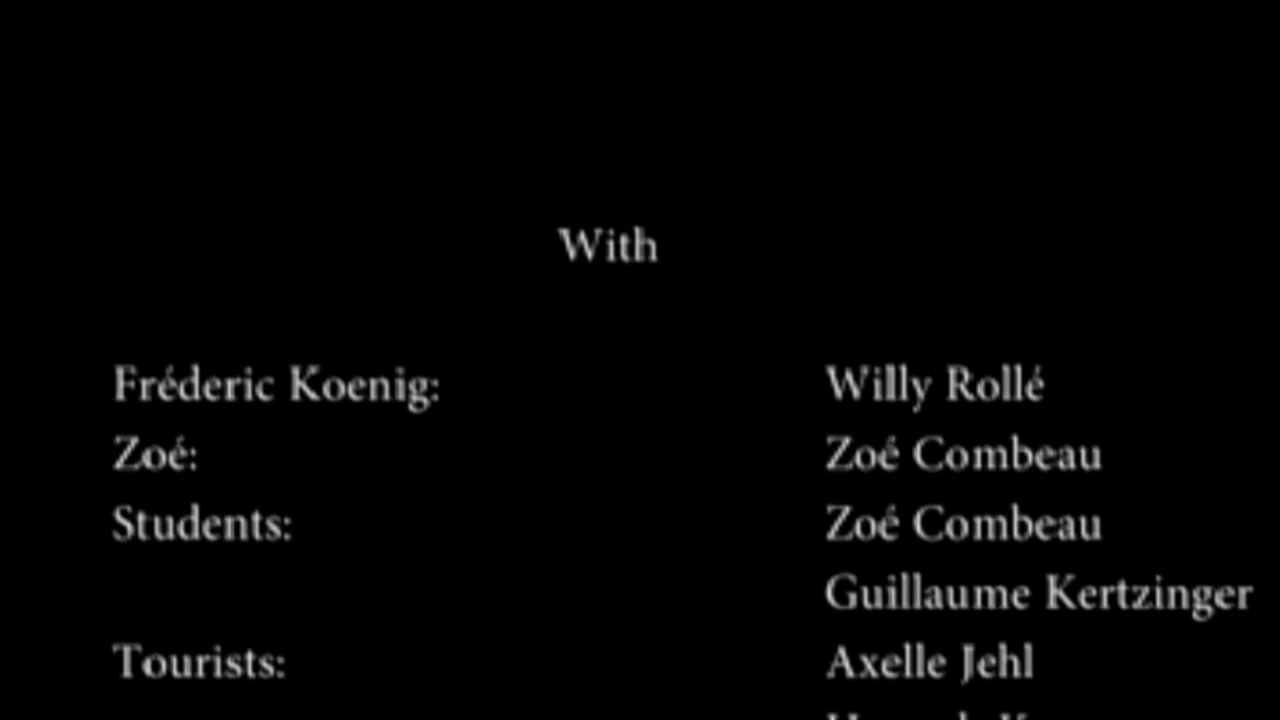 With
Fréderic Koenig: Willy Rollé
Zoé: Zoé Combeau
Students: Zoé Combeau
Guillaume Kertzinger
Tourists: Axelle Jehl